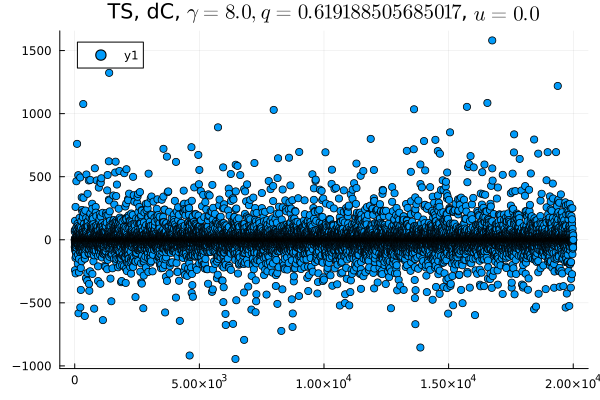 TS, dC, γ = 8.0, q = 0.619188505685017, u = 0.0
y1
1500
1000
500
0
−500
−1000
0 5.00×10³ 1.00×10⁴ 1.50×10⁴ 2.00×10⁴